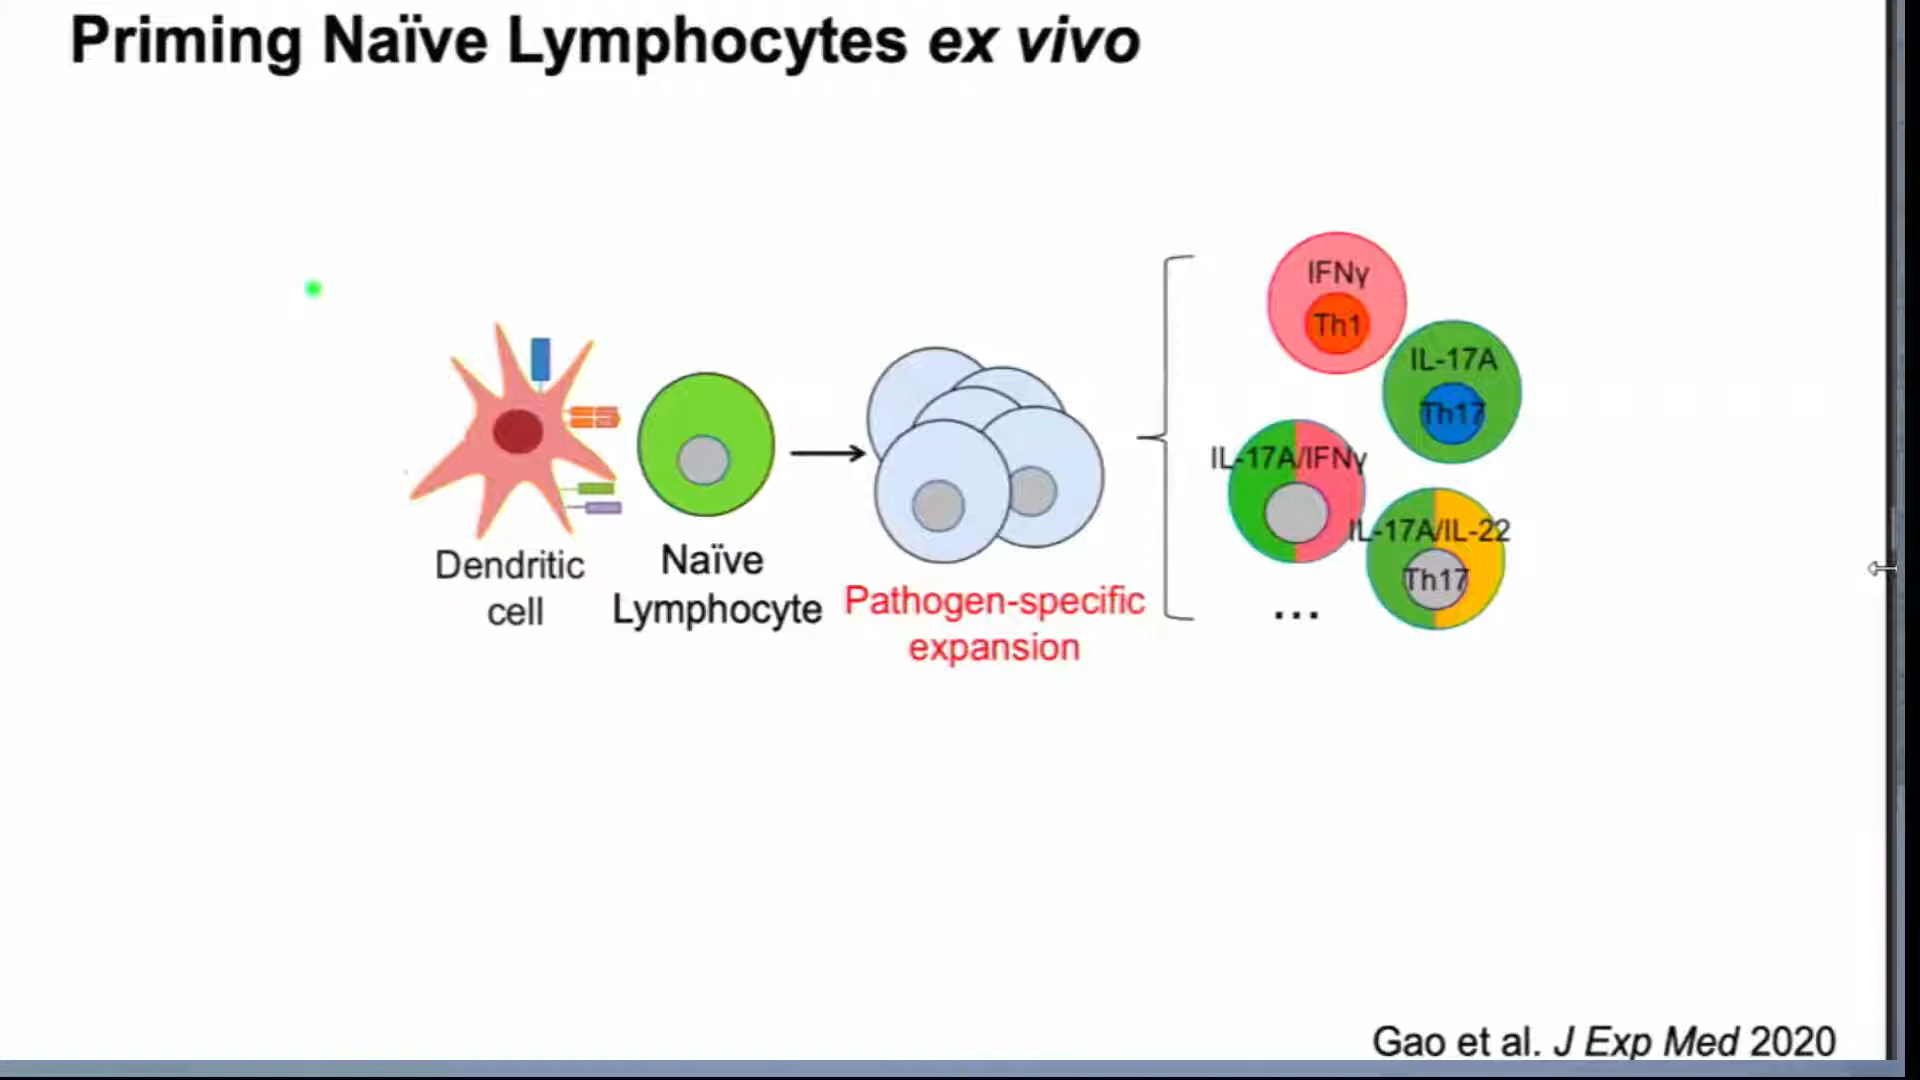 Priming Naïve Lymphocytes ex vivo
IFNγ
Th1
IL-17A
Th17
IL-17A/IFNγ
IL-17A/IL-22
Th17
...
Dendritic
cell
Naïve
Lymphocyte
Pathogen-specific
expansion
Gao et al. J Exp Med 2020